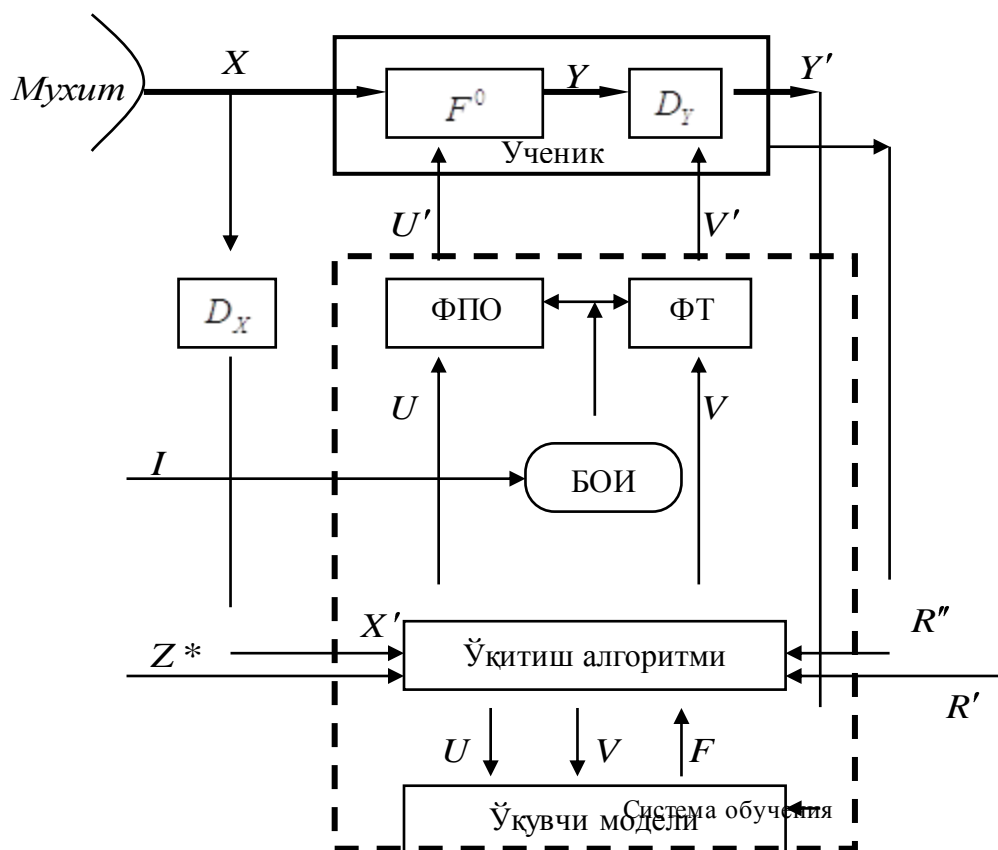 X
Y
Y′
Мухит
F⁰
D_Y
Ученик
U′
V′
D_X
ФПО
ФТ
U
V
I
БОИ
X′
R″
Z *
Ўқитиш алгоритми
R′
U
V
F
Система обучения
Ўқувчи модели